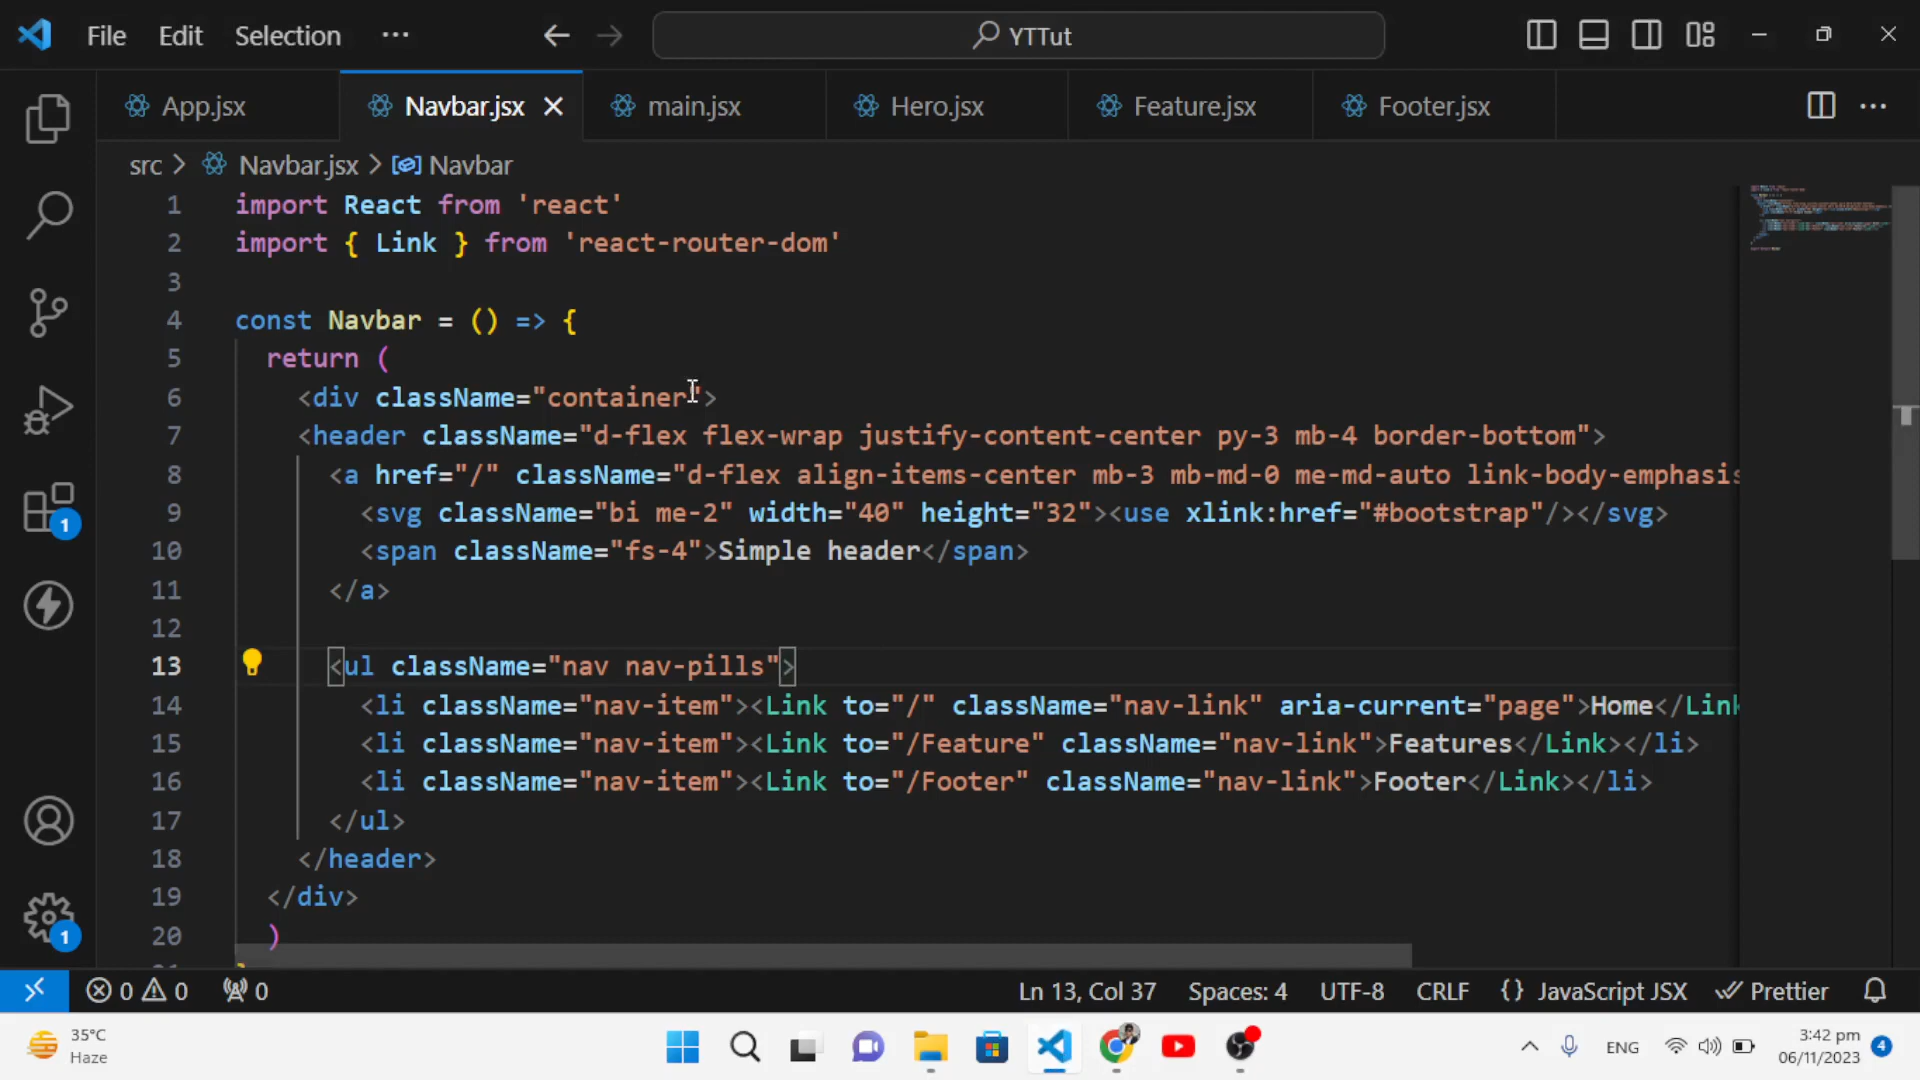 File Edit Selection ··· YTTut
App.jsx Navbar.jsx main.jsx Hero.jsx Feature.jsx Footer.jsx
src > Navbar.jsx > Navbar
1 import React from 'react'
2 import { Link } from 'react-router-dom'
3
4 const Navbar = () => {
5 return (
6 <div className="container">
7 <header className="d-flex flex-wrap justify-content-center py-3 mb-4 border-bottom">
8 <a href="/" className="d-flex align-items-center mb-3 mb-md-0 me-md-auto link-body-emphasis
9 <svg className="bi me-2" width="40" height="32"><use xlink:href="#bootstrap"/></svg>
10 <span className="fs-4">Simple header</span>
11 </a>
12
13 <ul className="nav nav-pills">
14 <li className="nav-item"><Link to="/" className="nav-link" aria-current="page">Home</Link
15 <li className="nav-item"><Link to="/Feature" className="nav-link">Features</Link></li>
16 <li className="nav-item"><Link to="/Footer" className="nav-link">Footer</Link></li>
17 </ul>
18 </header>
19 </div>
20 )
1
1
0 0 0 Ln 13, Col 37 Spaces: 4 UTF-8 CRLF {} JavaScript JSX Prettier
35°C
Haze
ENG
3:42 pm
06/11/2023
4